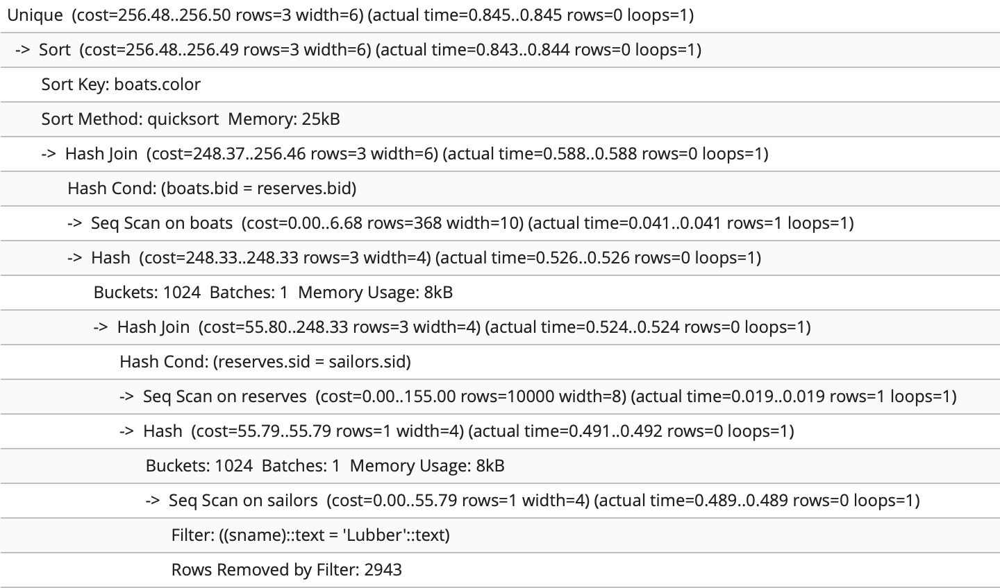 Unique  (cost=256.48..256.50 rows=3 width=6) (actual time=0.845..0.845 rows=0 loops=1)
->  Sort  (cost=256.48..256.49 rows=3 width=6) (actual time=0.843..0.844 rows=0 loops=1)
Sort Key: boats.color
Sort Method: quicksort  Memory: 25kB
->  Hash Join  (cost=248.37..256.46 rows=3 width=6) (actual time=0.588..0.588 rows=0 loops=1)
Hash Cond: (boats.bid = reserves.bid)
->  Seq Scan on boats  (cost=0.00..6.68 rows=368 width=10) (actual time=0.041..0.041 rows=1 loops=1)
->  Hash  (cost=248.33..248.33 rows=3 width=4) (actual time=0.526..0.526 rows=0 loops=1)
Buckets: 1024  Batches: 1  Memory Usage: 8kB
->  Hash Join  (cost=55.80..248.33 rows=3 width=4) (actual time=0.524..0.524 rows=0 loops=1)
Hash Cond: (reserves.sid = sailors.sid)
->  Seq Scan on reserves  (cost=0.00..155.00 rows=10000 width=8) (actual time=0.019..0.019 rows=1 loops=1)
->  Hash  (cost=55.79..55.79 rows=1 width=4) (actual time=0.491..0.492 rows=0 loops=1)
Buckets: 1024  Batches: 1  Memory Usage: 8kB
->  Seq Scan on sailors  (cost=0.00..55.79 rows=1 width=4) (actual time=0.489..0.489 rows=0 loops=1)
Filter: ((sname)::text = 'Lubber'::text)
Rows Removed by Filter: 2943